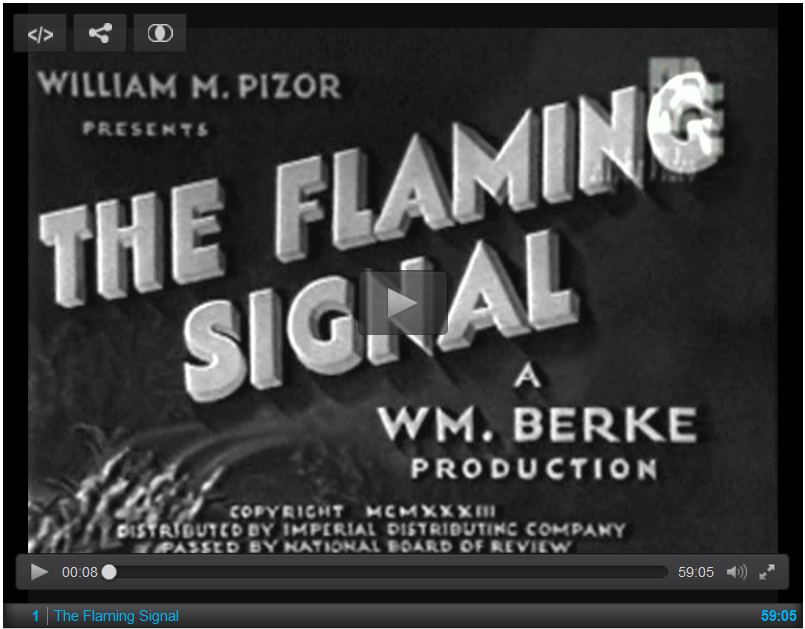 </>
WILLIAM M. PIZOR
PRESENTS
THE FLAMING
SIGNAL
A
WM. BERKE
PRODUCTION
COPYRIGHT MCMXXXIII
DISTRIBUTED BY IMPERIAL DISTRIBUTING COMPANY
PASSED BY NATIONAL BOARD OF REVIEW
00:08 59:05
1 The Flaming Signal 59:05